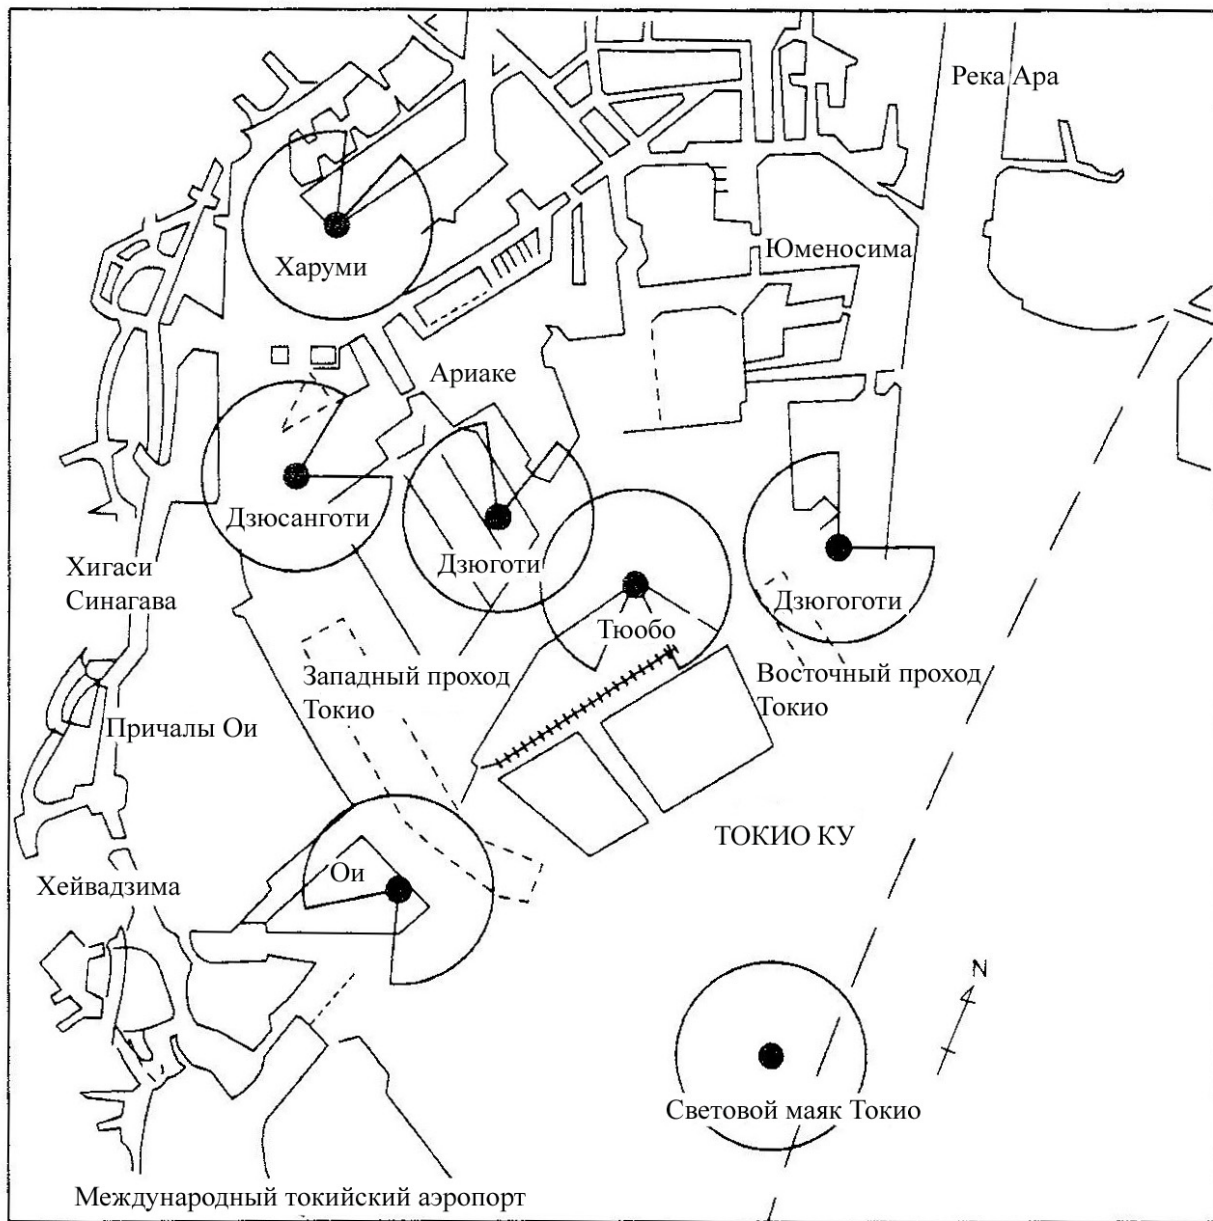 Река Ара
Юменосима
Харуми
Ариаке
Дзюсанготи
Дзюготи
Дзюгоготи
Хигаси
Синагава
Тюобо
Западный проход
Токио
Восточный проход
Токио
Причалы Ои
ТОКИО КУ
Ои
Хейвадзима
N
Световой маяк Токио
Международный токийский аэропорт